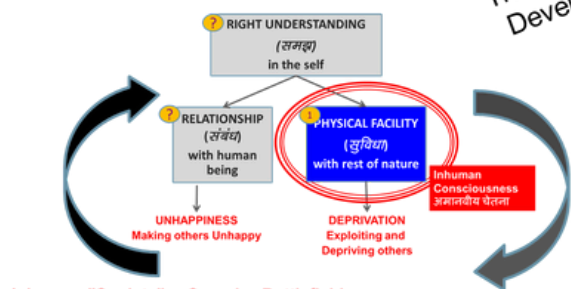 ? RIGHT UNDERSTANDING
(समझ)
in the self
? RELATIONSHIP
(संबंध)
with human
being
1 PHYSICAL FACILITY
(सुविधा)
with rest of nature
Inhuman
Consciousness
अमानवीय चेतना
UNHAPPINESS
Making others Unhappy
DEPRIVATION
Exploiting and
Depriving others